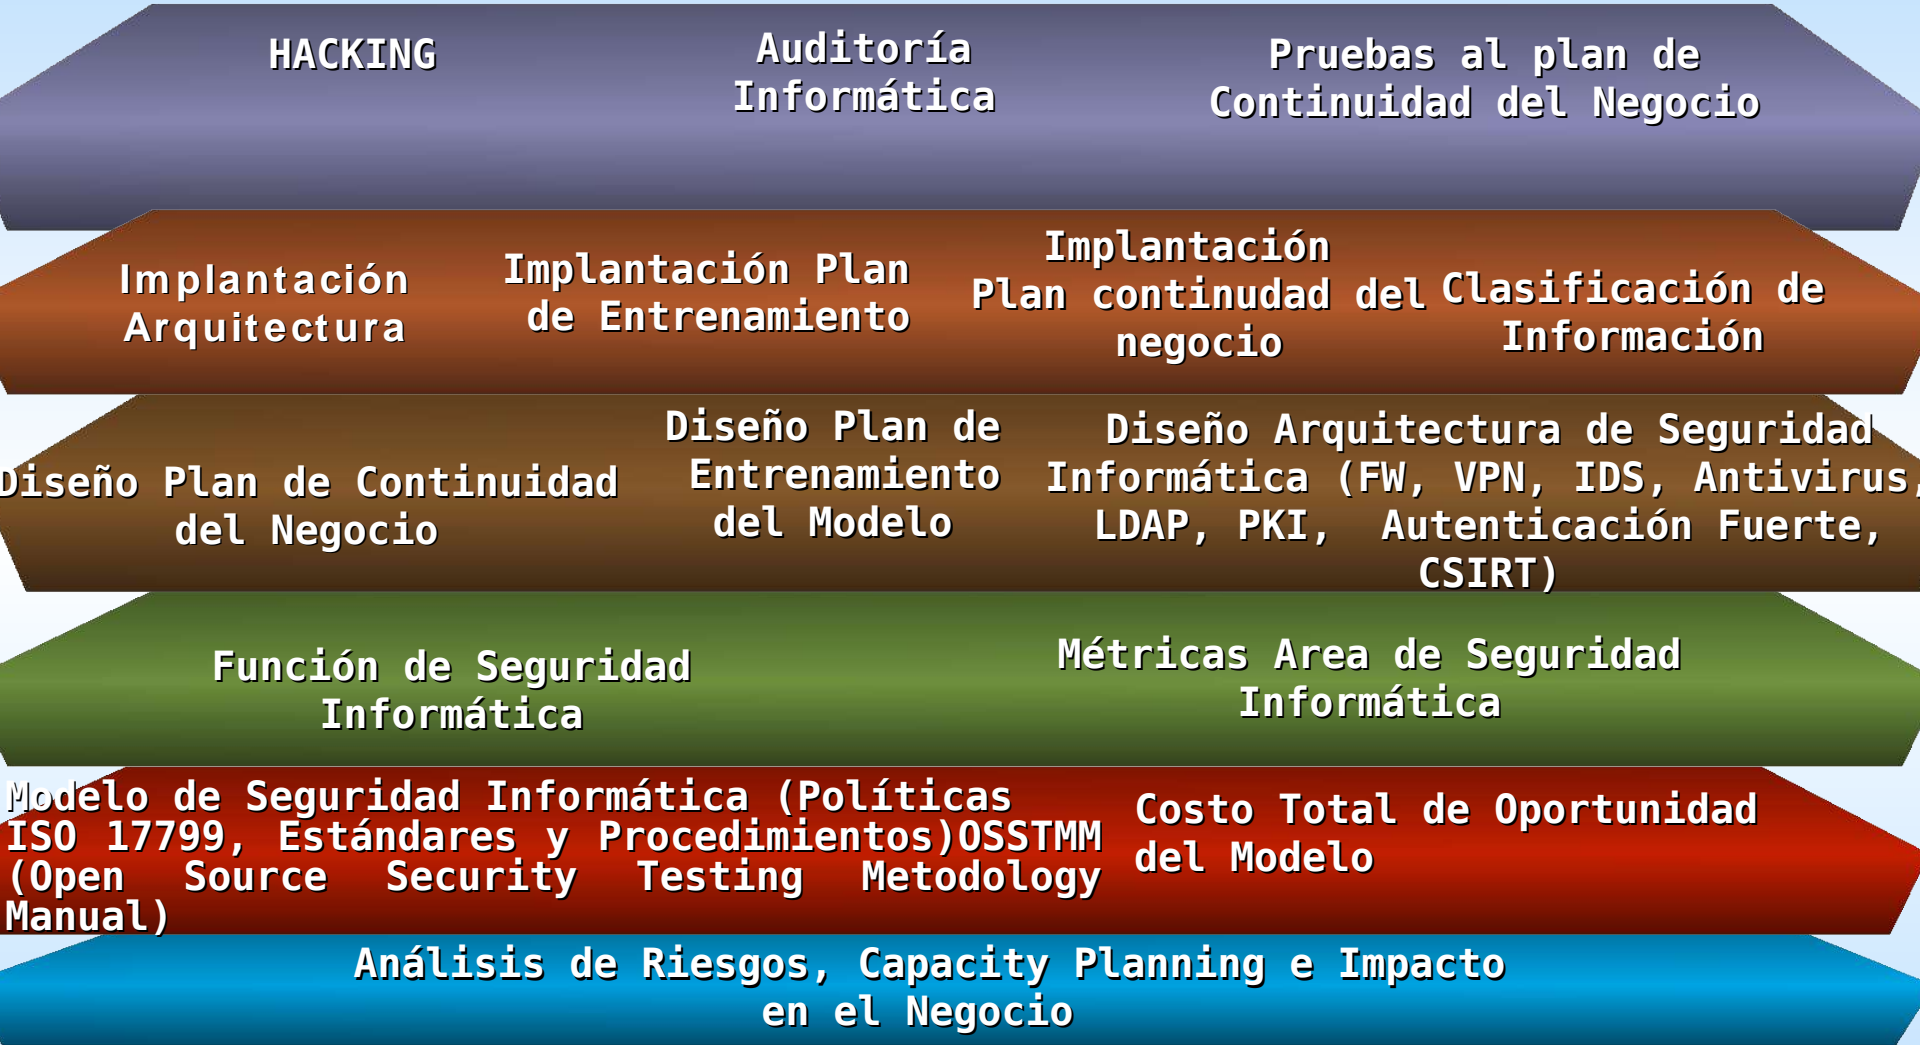 HACKING
Auditoría
Informática
Pruebas al plan de
Continuidad del Negocio
Implantación
Arquitectura
Implantación Plan
de Entrenamiento
Implantación
Plan continudad del
negocio
Clasificación de
Información
Diseño Plan de Continuidad
del Negocio
Diseño Plan de
Entrenamiento
del Modelo
Diseño Arquitectura de Seguridad
Informática (FW, VPN, IDS, Antivirus,
LDAP, PKI, Autenticación Fuerte,
CSIRT)
Función de Seguridad
Informática
Métricas Area de Seguridad
Informática
Modelo de Seguridad Informática (Políticas
ISO 17799, Estándares y Procedimientos)OSSTMM
(Open Source Security Testing Metodology
Manual)
Costo Total de Oportunidad
del Modelo
Análisis de Riesgos, Capacity Planning e Impacto
en el Negocio